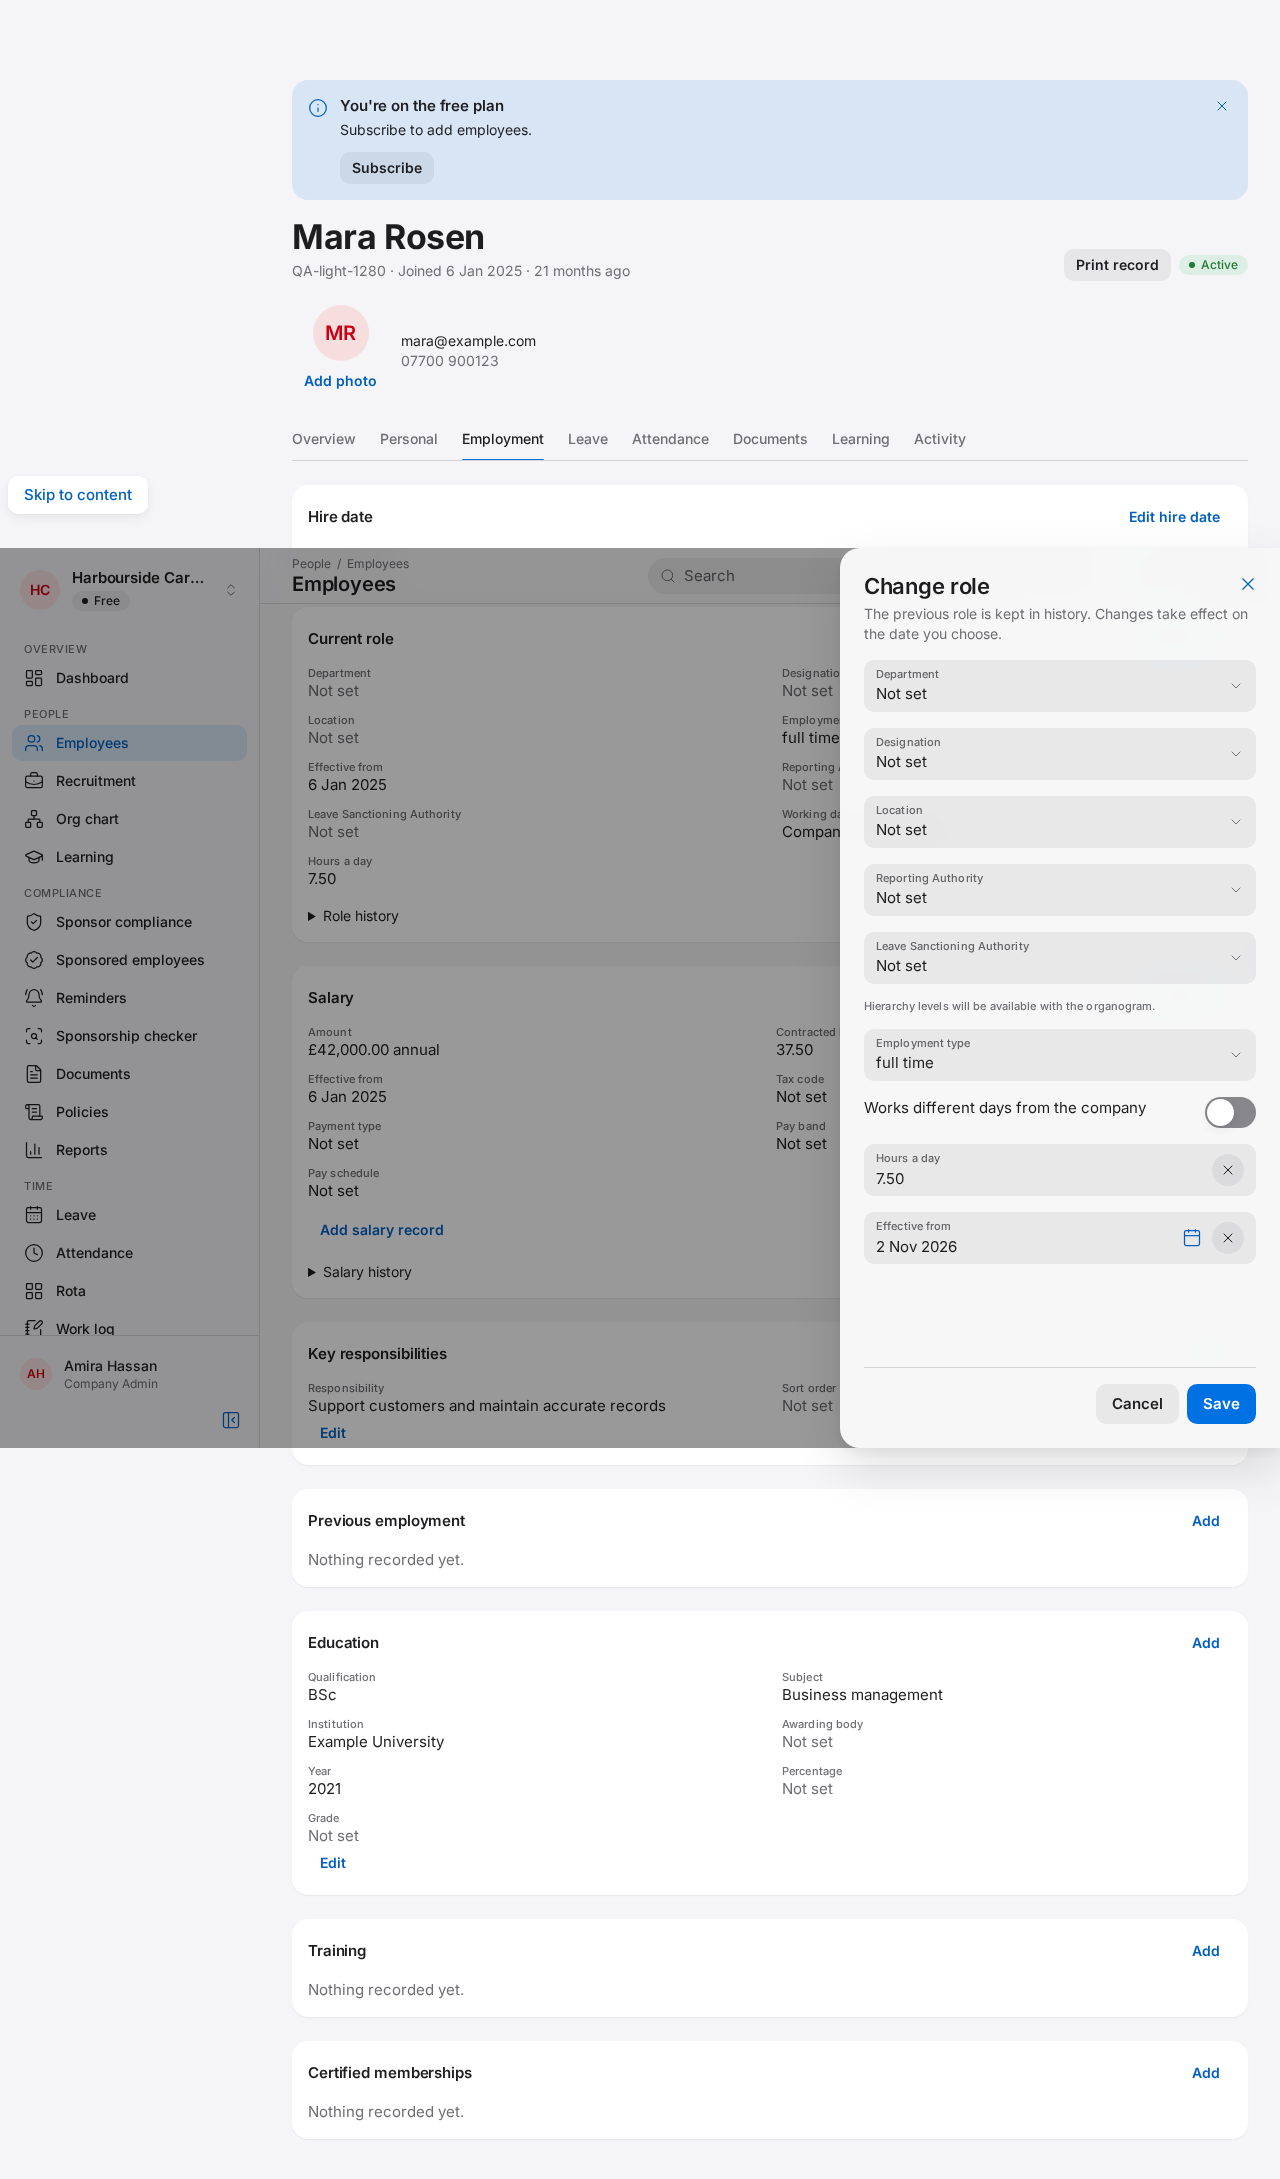 You're on the free plan
Subscribe to add employees.
Subscribe
Mara Rosen
QA-light-1280 · Joined 6 Jan 2025 · 21 months ago
Print record
Active
MR
Add photo
mara@example.com
07700 900123
Overview
Personal
Employment
Leave
Attendance
Documents
Learning
Activity
Skip to content
Hire date
Edit hire date
HC
Harbourside Car...
Free
OVERVIEW
Dashboard
PEOPLE
Employees
Recruitment
Org chart
Learning
COMPLIANCE
Sponsor compliance
Sponsored employees
Reminders
Sponsorship checker
Documents
Policies
Reports
TIME
Leave
Attendance
Rota
Work log
AH
Amira Hassan
Company Admin
People / Employees
Employees
Search
Current role
Department
Not set
Designatio
Not set
Location
Not set
Employme
full time
Effective from
6 Jan 2025
Reporting A
Not set
Leave Sanctioning Authority
Not set
Working da
Compan
Hours a day
7.50
Role history
Salary
Amount
£42,000.00 annual
Contracted
37.50
Effective from
6 Jan 2025
Tax code
Not set
Payment type
Not set
Pay band
Not set
Pay schedule
Not set
Add salary record
Salary history
Key responsibilities
Responsibility
Support customers and maintain accurate records
Sort order
Not set
Edit
Change role
The previous role is kept in history. Changes take effect on
the date you choose.
Department
Not set
Designation
Not set
Location
Not set
Reporting Authority
Not set
Leave Sanctioning Authority
Not set
Hierarchy levels will be available with the organogram.
Employment type
full time
Works different days from the company
Hours a day
7.50
Effective from
2 Nov 2026
Cancel
Save
Previous employment
Add
Nothing recorded yet.
Education
Add
Qualification
BSc
Subject
Business management
Institution
Example University
Awarding body
Not set
Year
2021
Percentage
Not set
Grade
Not set
Edit
Training
Add
Nothing recorded yet.
Certified memberships
Add
Nothing recorded yet.